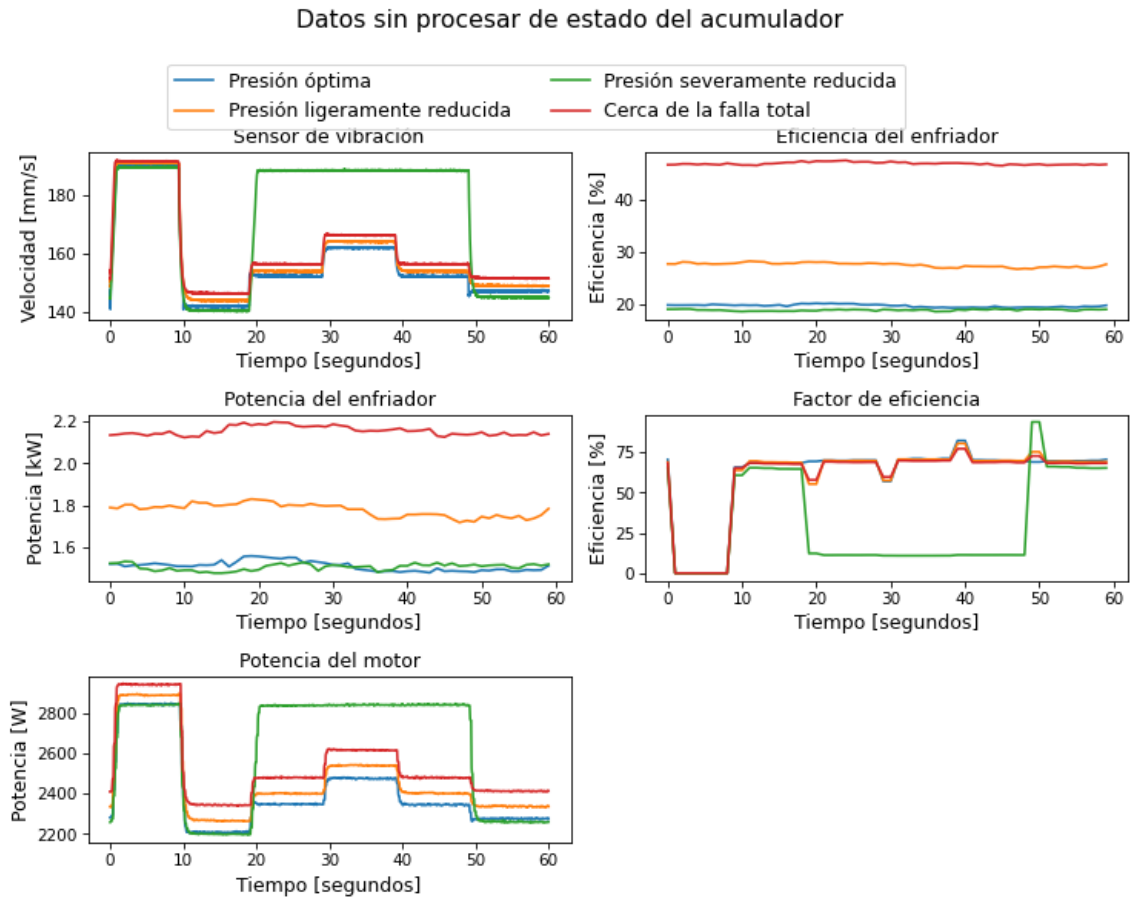 Datos sin procesar de estado del acumulador
Presión óptima
Presión ligeramente reducida
Presión severamente reducida
Cerca de la falla total
Sensor de vibración
Velocidad [mm/s]
180
160
140
0 10 20 30 40 50 60
Tiempo [segundos]
Eficiencia del enfriador
Eficiencia [%]
40
30
20
0 10 20 30 40 50 60
Tiempo [segundos]
Potencia del enfriador
Potencia [kW]
2.2
2.0
1.8
1.6
0 10 20 30 40 50 60
Tiempo [segundos]
Factor de eficiencia
Eficiencia [%]
75
50
25
0
0 10 20 30 40 50 60
Tiempo [segundos]
Potencia del motor
Potencia [W]
2800
2600
2400
2200
0 10 20 30 40 50 60
Tiempo [segundos]